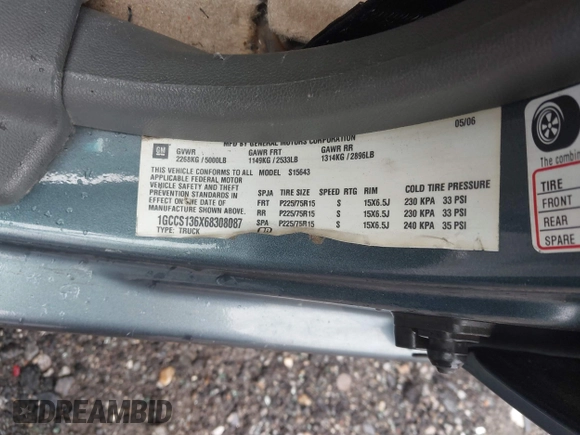 MFD BY GENERAL MOTORS CORPORATION
05/06
GM
GVWR GAWR FRT GAWR RR
2268KG/5000LB 1149KG/2533LB 1314KG/2896LB
THIS VEHICLE CONFORMS TO ALL MODEL S15643
APPLICABLE FEDERAL MOTOR
VEHICLE SAFETY AND THEFT
PREVENTION STANDARDS IN
EFFECT ON THE DATE OF
MANUFACTURE SHOWN ABOVE.
1GCCS136X68308087
TYPE: TRUCK
SPJA TIRE SIZE SPEED RTG RIM COLD TIRE PRESSURE
FRT P225/75R15 S 15X6.5J 230 KPA 33 PSI
RR P225/75R15 S 15X6.5J 230 KPA 33 PSI
SPA P225/75R15 S 15X6.5J 240 KPA 35 PSI
The combin
TIRE
FRONT
REAR
SPARE
DREAMBID